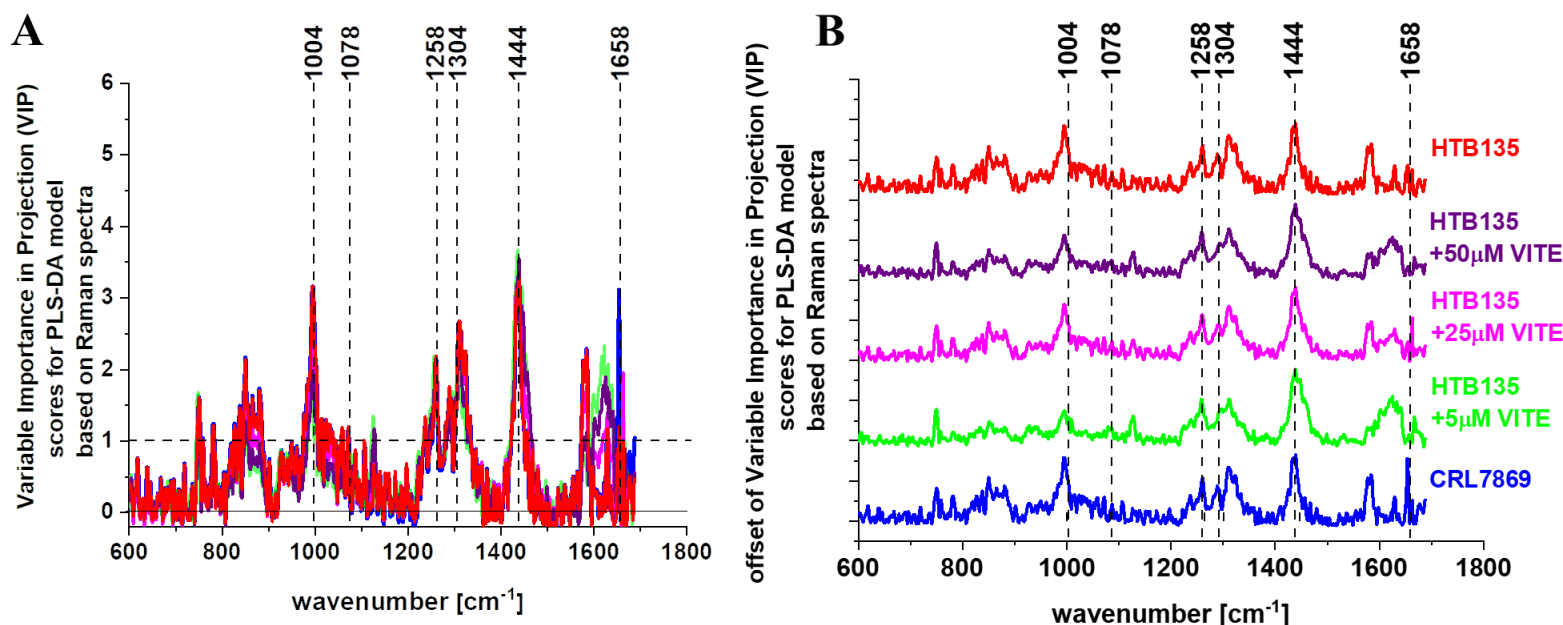 A
1004
1078
1258
1304
1444
1658
Variable Importance in Projection (VIP)
scores for PLS-DA model
based on Raman spectra
6
5
4
3
2
1
0
600
800
1000
1200
1400
1600
1800
wavenumber [cm⁻¹]
B
1004
1078
1258
1304
1444
1658
offset of Variable Importance in Projection (VIP)
scores for PLS-DA model
based on Raman spectra
HTB135
HTB135
+50μM VITE
HTB135
+25μM VITE
HTB135
+5μM VITE
CRL7869
600
800
1000
1200
1400
1600
1800
wavenumber [cm⁻¹]